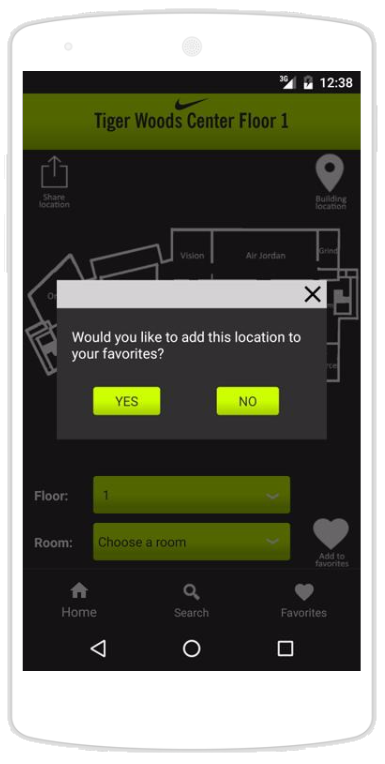 3G 12:38
Tiger Woods Center Floor 1
Share
location
Building
location
Vision
Air Jordan
Grind
Would you like to add this location to
your favorites?
YES
NO
Floor:
1
Room:
Choose a room
Add to
favorites
Home
Search
Favorites